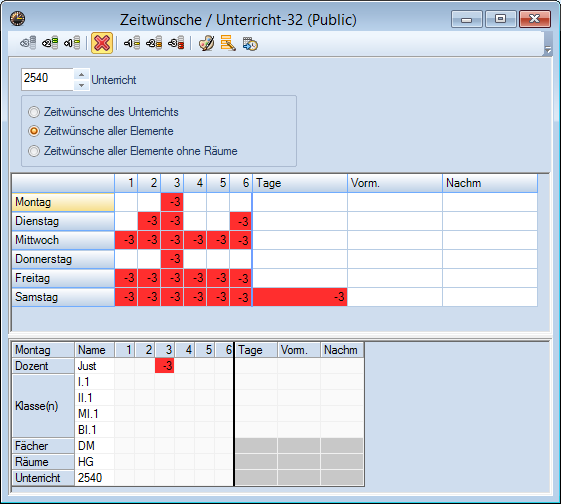 Zeitwünsche / Unterricht-32 (Public)
2540 Unterricht
Zeitwünsche des Unterrichts
Zeitwünsche aller Elemente
Zeitwünsche aller Elemente ohne Räume
1 2 3 4 5 6 Tage Vorm. Nachm
Montag -3
Dienstag -3 -3 -3
Mittwoch -3 -3 -3 -3 -3 -3
Donnerstag -3
Freitag -3 -3 -3 -3 -3 -3
Samstag -3 -3 -3 -3 -3 -3 -3
Montag Name 1 2 3 4 5 6 Tage Vorm. Nachm
Dozent Just -3
Klasse(n) I.1
II.1
MI.1
BI.1
Fächer DM
Räume HG
Unterricht 2540